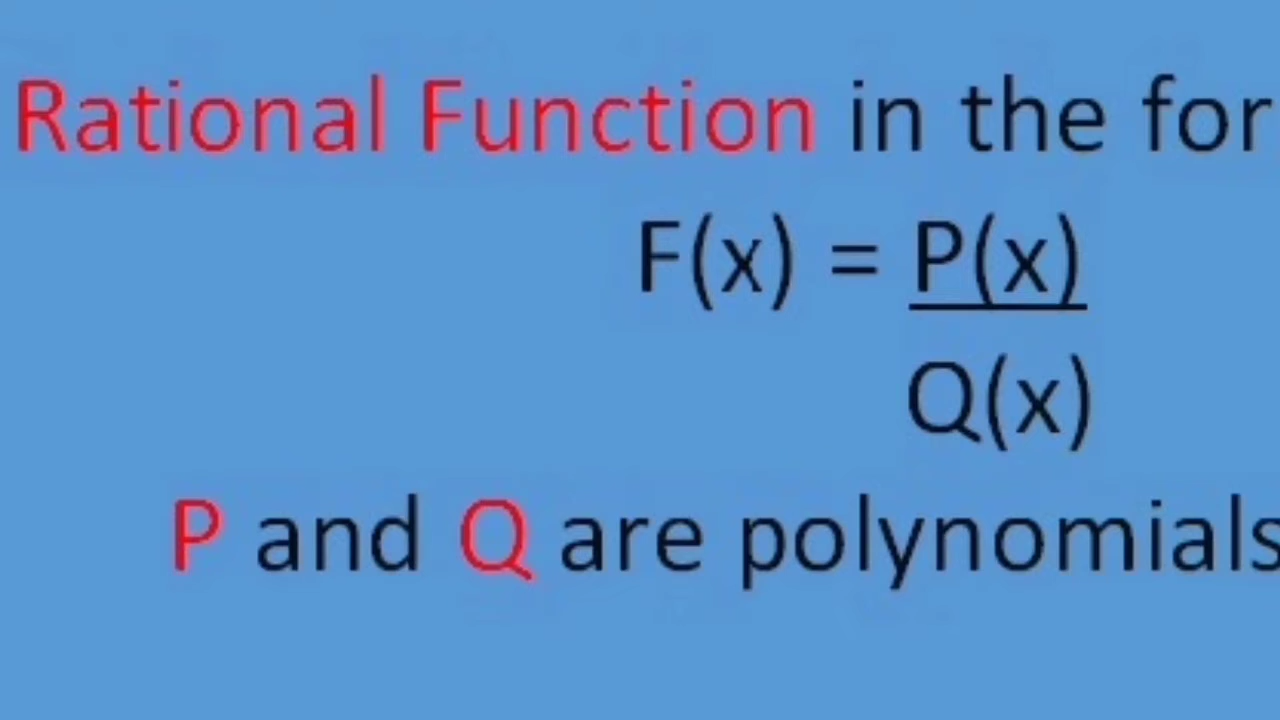 Rational Function in the for
F(x) = P(x)
Q(x)
P and Q are polynomials